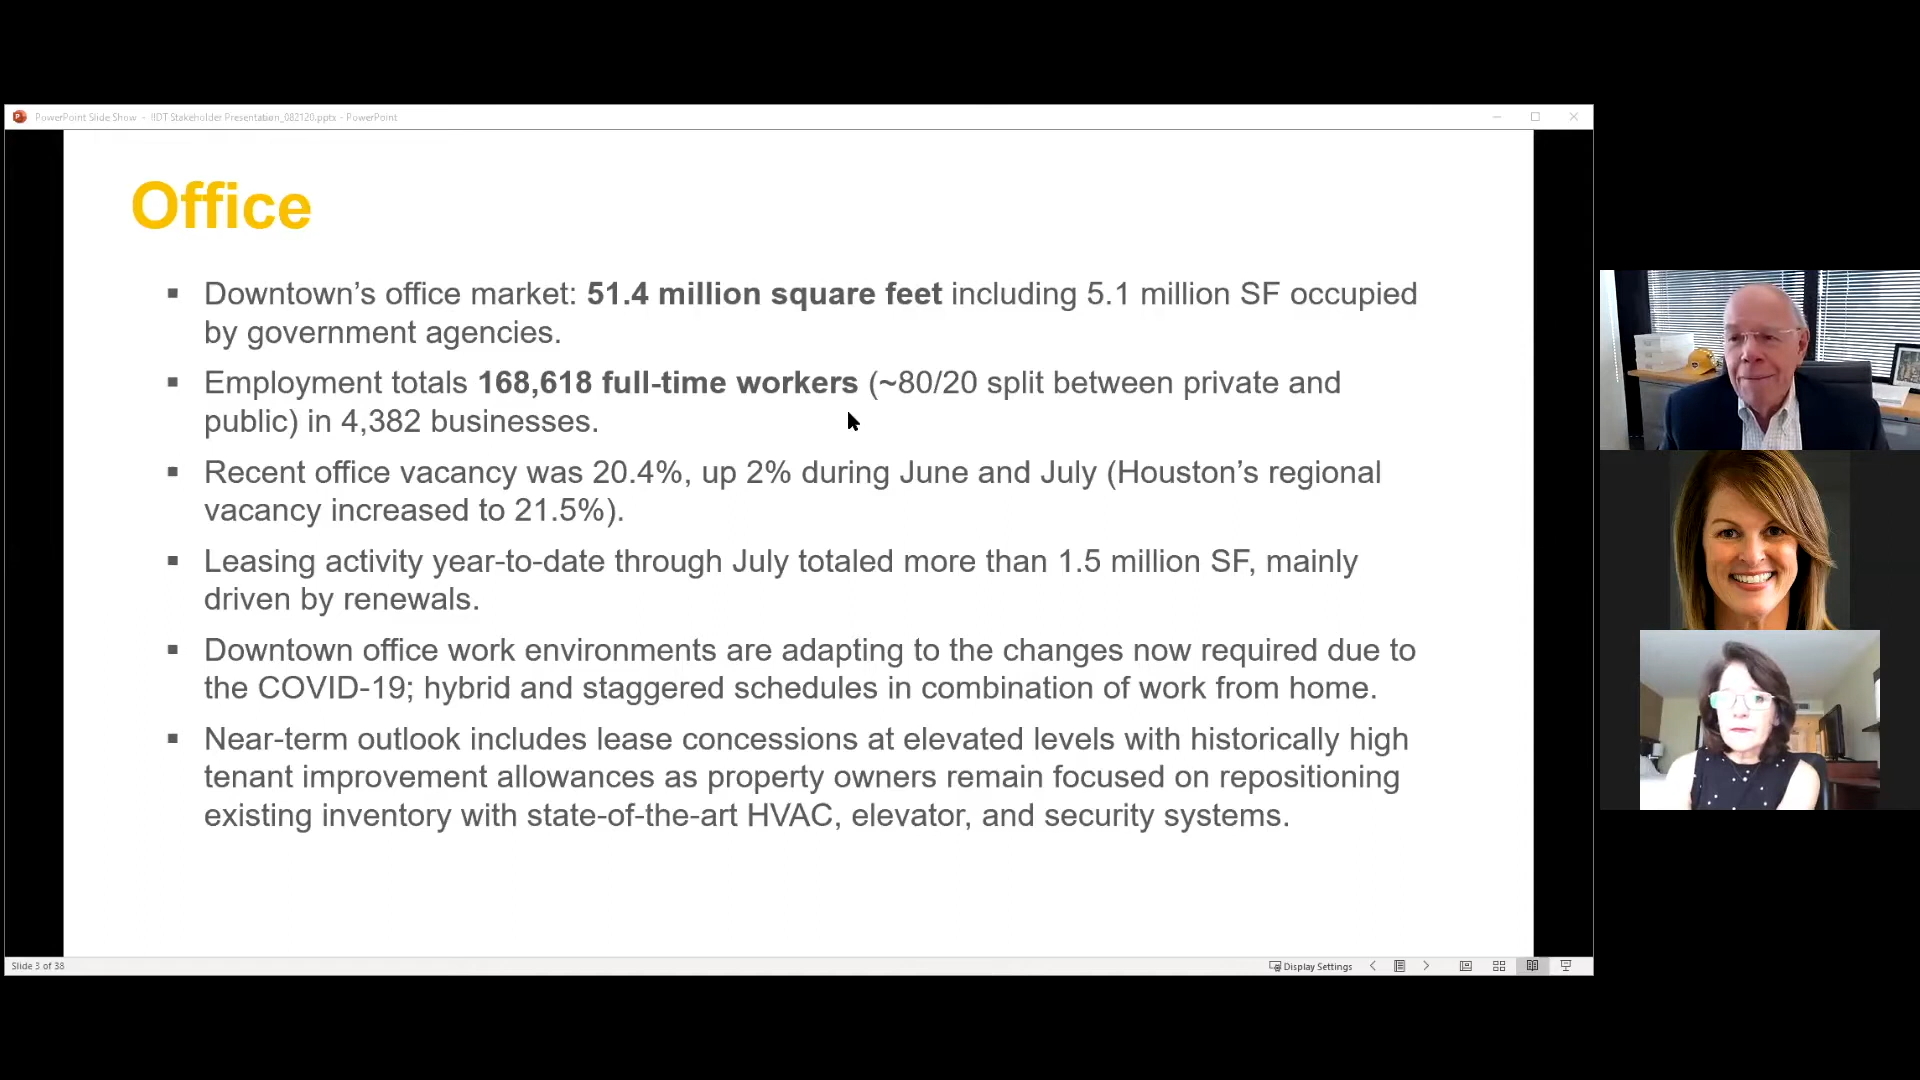 PowerPoint Slide Show - !!DT Stakeholder Presentation_082120.pptx - PowerPoint
Office
▪ Downtown’s office market: 51.4 million square feet including 5.1 million SF occupied
by government agencies.
▪ Employment totals 168,618 full-time workers (~80/20 split between private and
public) in 4,382 businesses.
▪ Recent office vacancy was 20.4%, up 2% during June and July (Houston’s regional
vacancy increased to 21.5%).
▪ Leasing activity year-to-date through July totaled more than 1.5 million SF, mainly
driven by renewals.
▪ Downtown office work environments are adapting to the changes now required due to
the COVID-19; hybrid and staggered schedules in combination of work from home.
▪ Near-term outlook includes lease concessions at elevated levels with historically high
tenant improvement allowances as property owners remain focused on repositioning
existing inventory with state-of-the-art HVAC, elevator, and security systems.
Slide 3 of 38
Display Settings